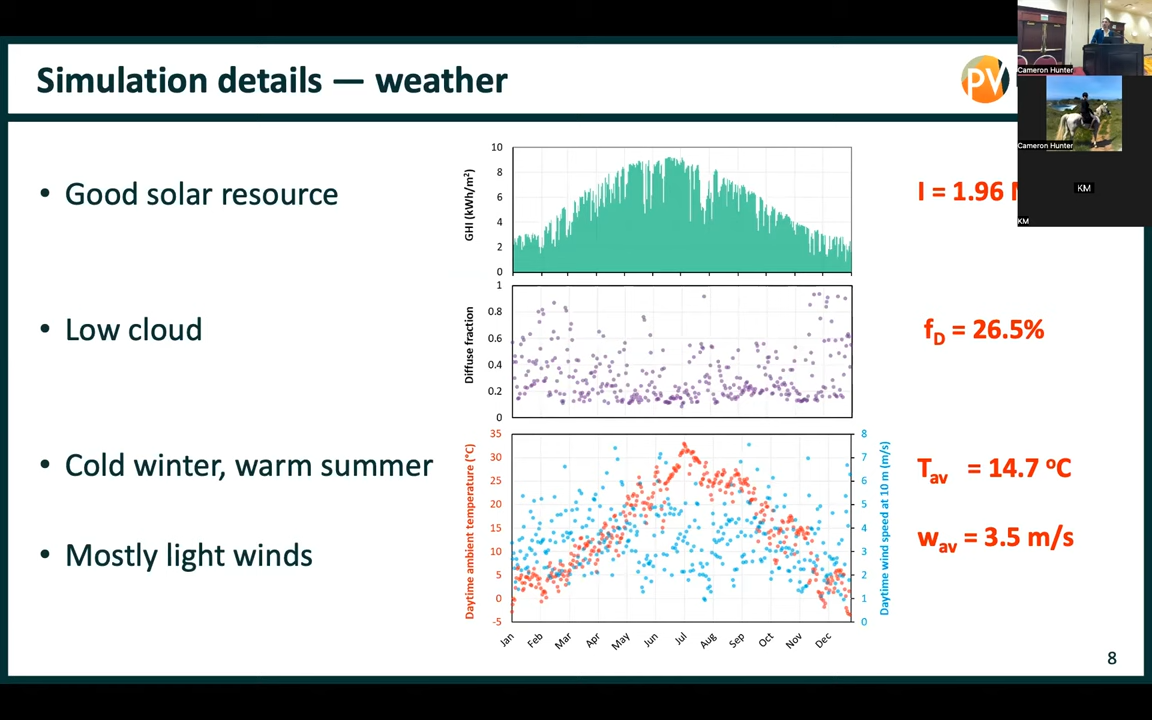 Simulation details — weather
PV
Cameron Hunter
Cameron Hunter
KM
KM
• Good solar resource
GHI (kWh/m²)
10
8
6
4
2
0
I = 1.96
• Low cloud
Diffuse fraction
1
0.8
0.6
0.4
0.2
0
f_D = 26.5%
• Cold winter, warm summer
• Mostly light winds
Daytime ambient temperature (°C)
35
30
25
20
15
10
5
0
-5
8
7
6
5
4
3
2
1
0
Daytime wind speed at 10 m (m/s)
Jan Feb Mar Apr May Jun Jul Aug Sep Oct Nov Dec
T_av = 14.7 °C
w_av = 3.5 m/s
8